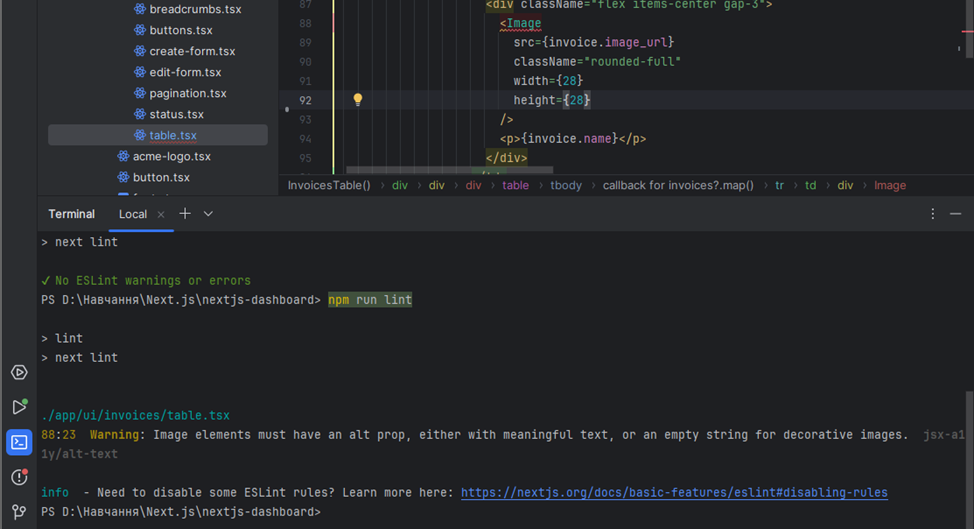 breadcrumbs.tsx
buttons.tsx
create-form.tsx
edit-form.tsx
pagination.tsx
status.tsx
table.tsx
acme-logo.tsx
button.tsx
87 <div className="flex items-center gap-3">
88 <Image
89 src={invoice.image_url}
90 className="rounded-full"
91 width={28}
92 height={28}
93 />
94 <p>{invoice.name}</p>
95 </div>
InvoicesTable() › div › div › div › table › tbody › callback for invoices?.map() › tr › td › div › Image
Terminal Local × +
> next lint
✓ No ESLint warnings or errors
PS D:\Навчання\Next.js\nextjs-dashboard> npm run lint
> lint
> next lint
./app/ui/invoices/table.tsx
88:23 Warning: Image elements must have an alt prop, either with meaningful text, or an empty string for decorative images. jsx-a1
1y/alt-text
info - Need to disable some ESLint rules? Learn more here: https://nextjs.org/docs/basic-features/eslint#disabling-rules
PS D:\Навчання\Next.js\nextjs-dashboard>